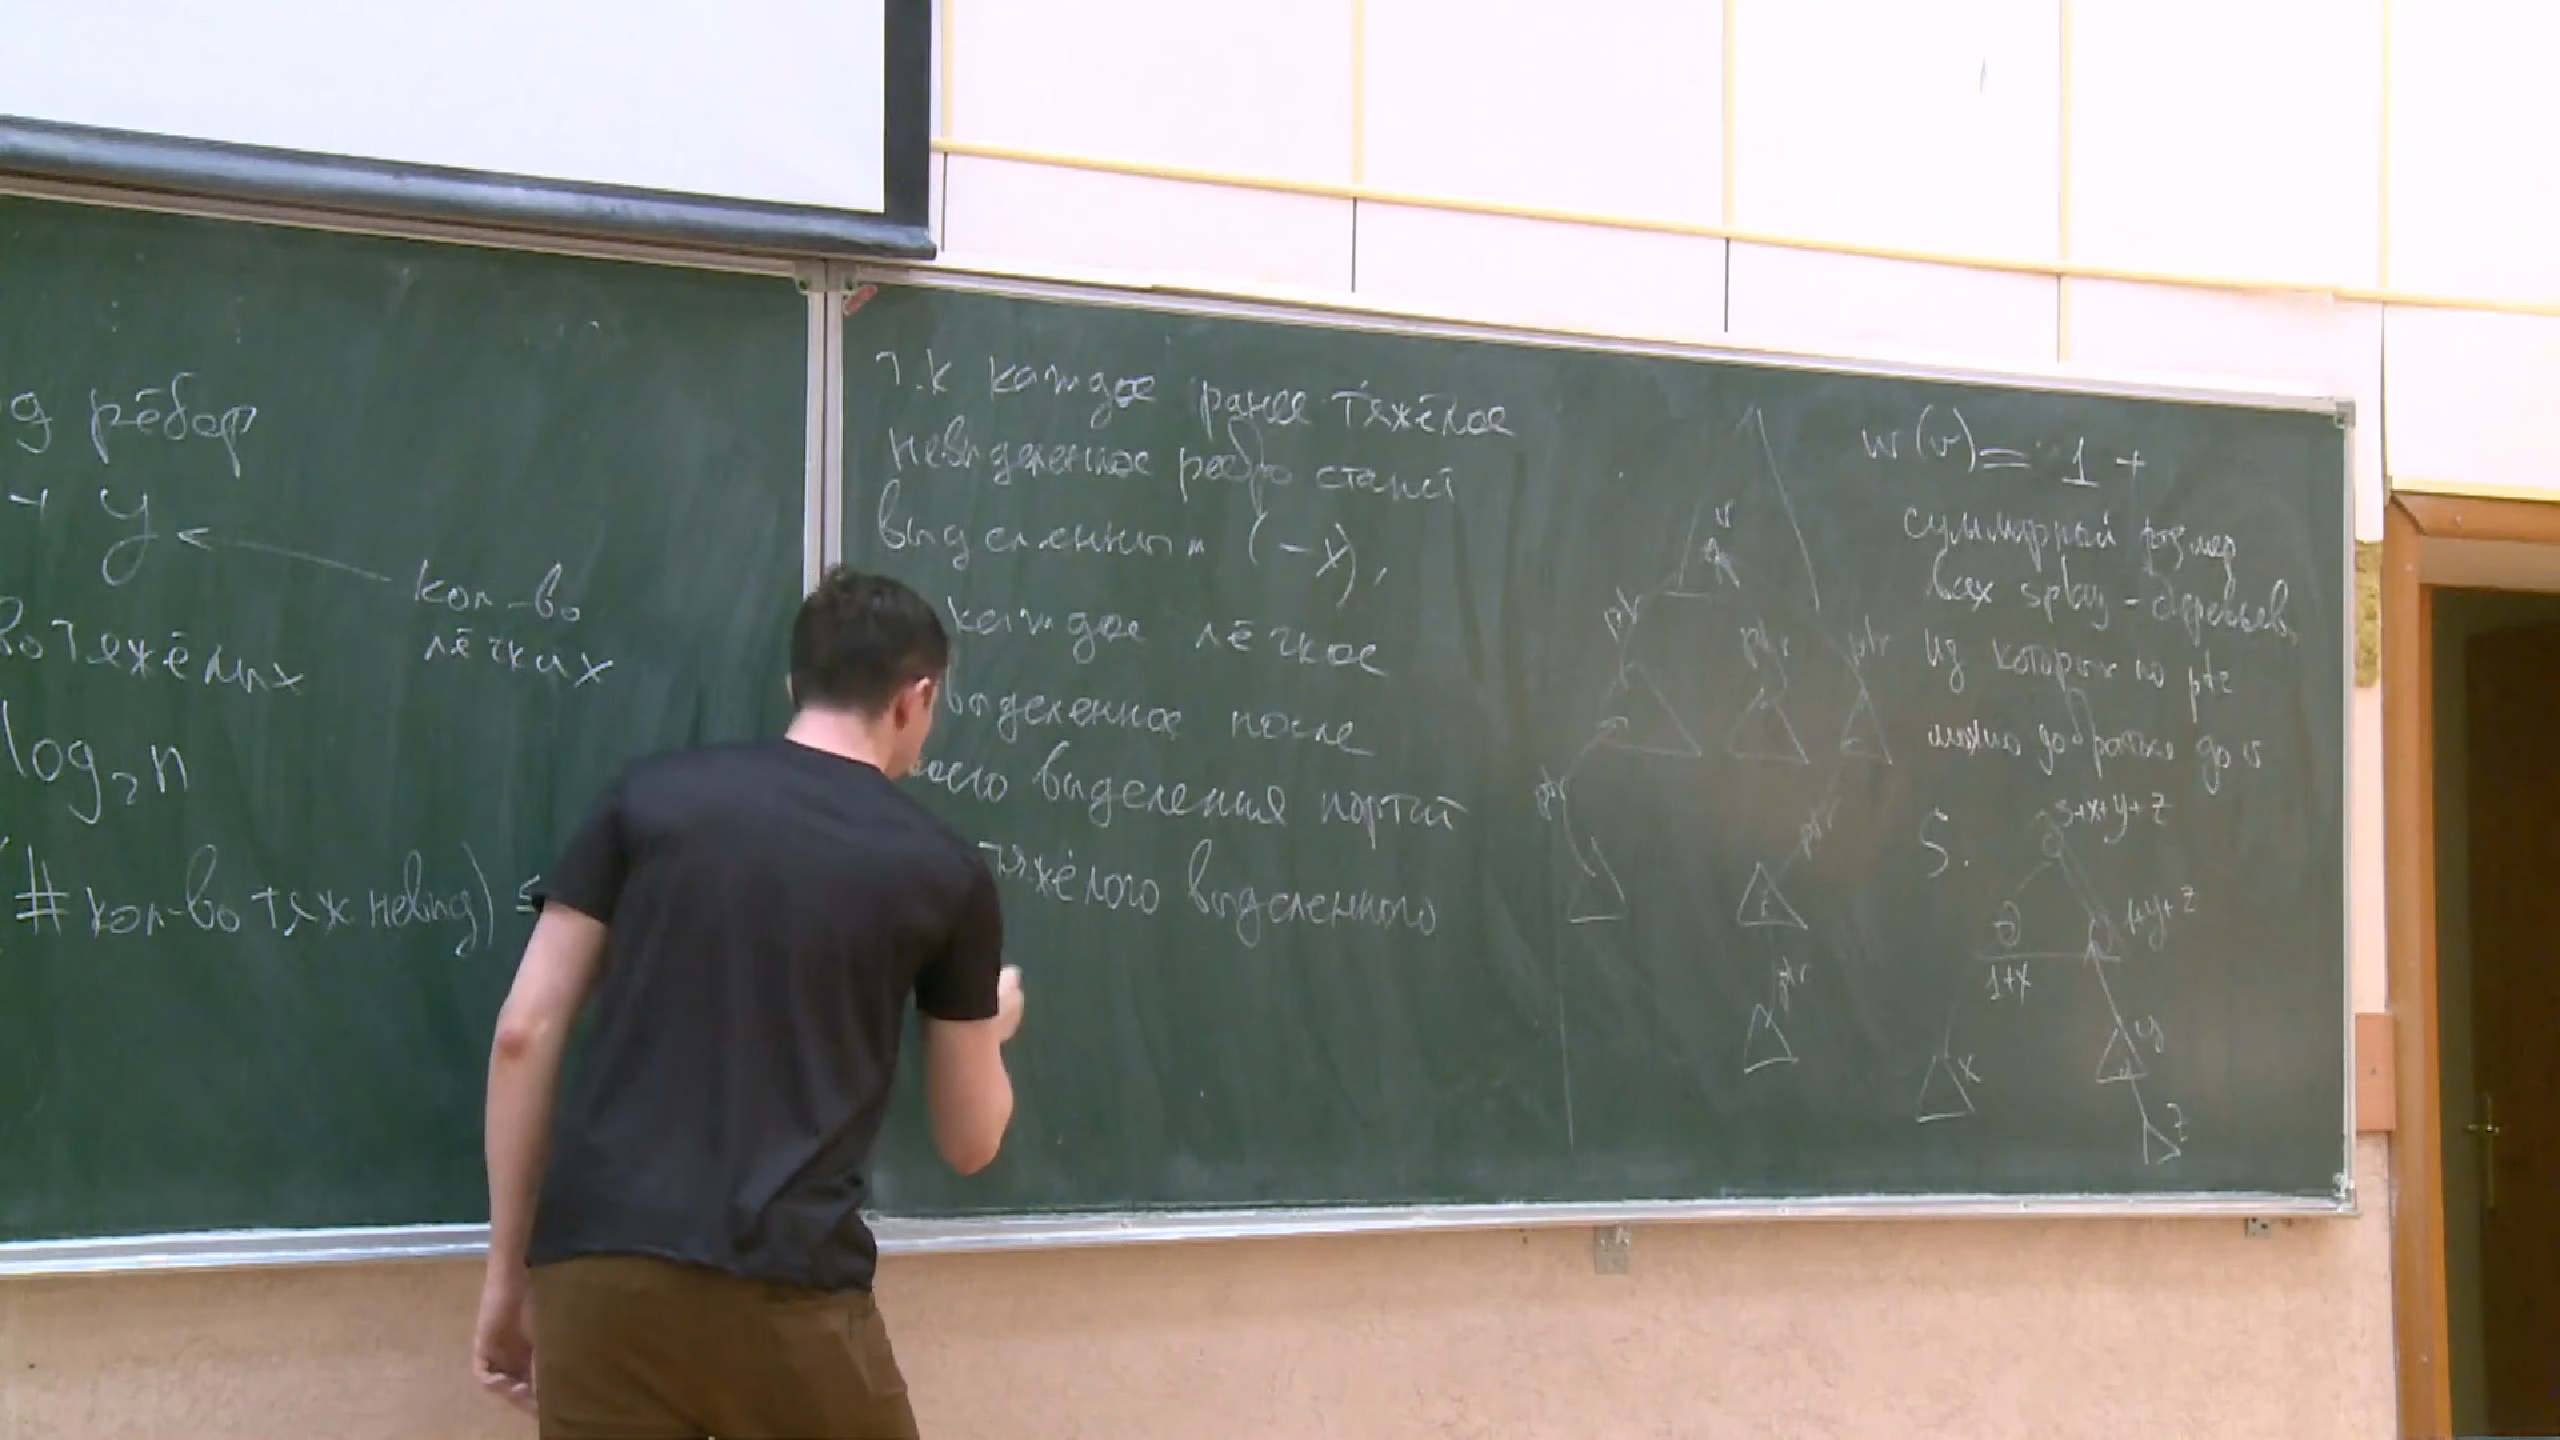 рёбер
+ y
кол-во
лёгких
тяжёлых
log₂n
# кол-во тяж невыд) ≤
т.к каждое ранее тяжёлое
невыделенное ребро станет
выделенным (-x),
каждое лёгкое
выделенное после
выделения портит
тяжёлого выделенного
v
ptr
ptr
ptr
ptr
ptr
ptr
w(v) = 1 +
суммарный размер
всех splay-деревьев,
из которых по ptr
можно добраться до v
S.
3+x+y+z
1+y+z
1+x
y
x
z